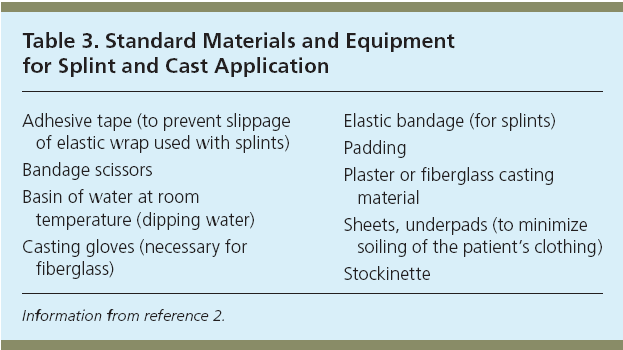 Table 3. Standard Materials and Equipment
for Splint and Cast Application
Adhesive tape (to prevent slippage
of elastic wrap used with splints)
Bandage scissors
Basin of water at room
temperature (dipping water)
Casting gloves (necessary for
fiberglass)
Elastic bandage (for splints)
Padding
Plaster or fiberglass casting
material
Sheets, underpads (to minimize
soiling of the patient’s clothing)
Stockinette
Information from reference 2.